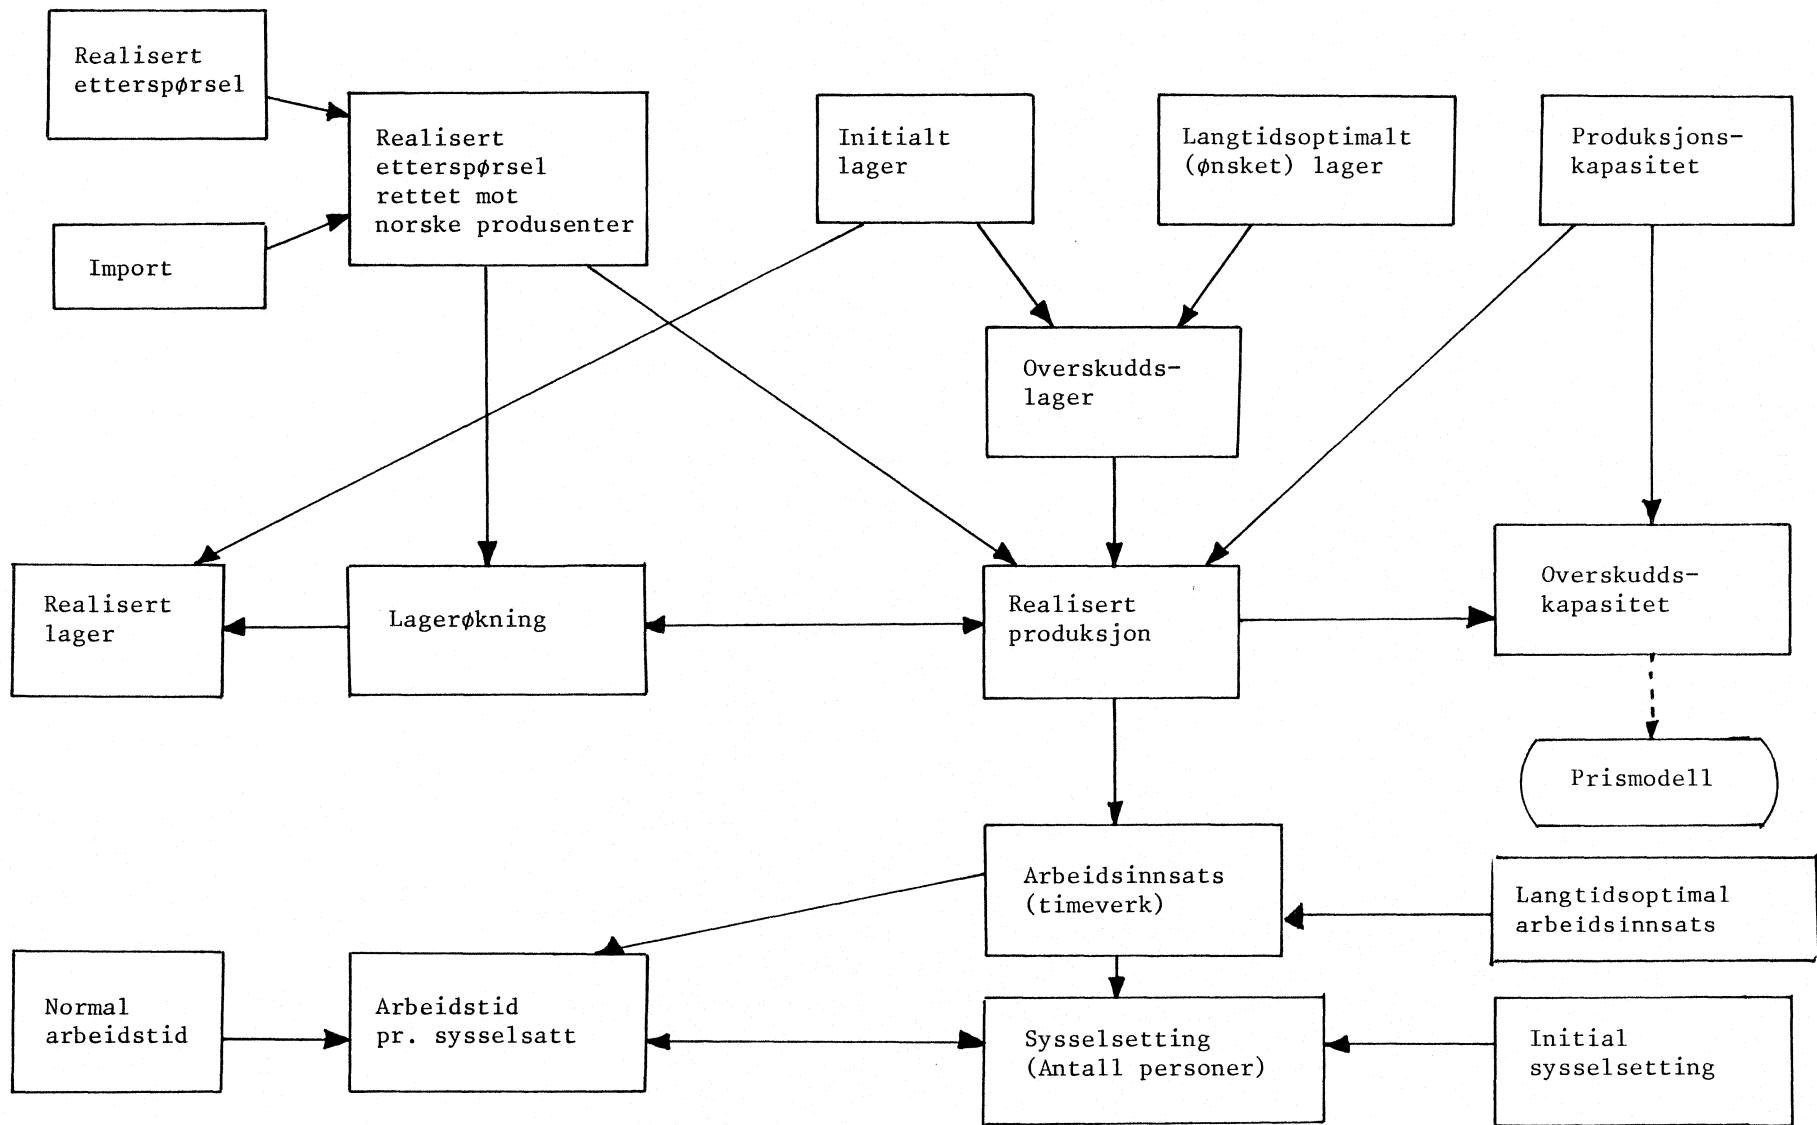 Realisert
etterspørsel
Realisert
etterspørsel
rettet mot
norske produsenter
Initialt
lager
Langtidsoptimalt
(ønsket) lager
Produksjons-
kapasitet
Import
Overskudds-
lager
Realisert
lager
Lagerøkning
Realisert
produksjon
Overskudds-
kapasitet
Prismodell
Arbeidsinnsats
(timeverk)
Langtidsoptimal
arbeidsinnsats
Normal
arbeidstid
Arbeidstid
pr. sysselsatt
Sysselsetting
(Antall personer)
Initial
sysselsetting